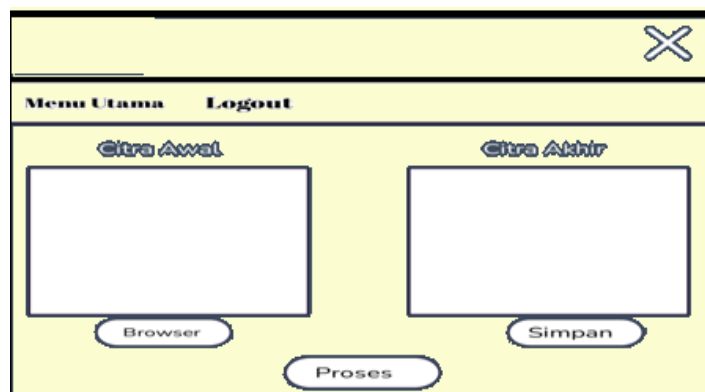 Menu Utama Logout
Citra Awal Citra Akhir
Browser Simpan
Proses